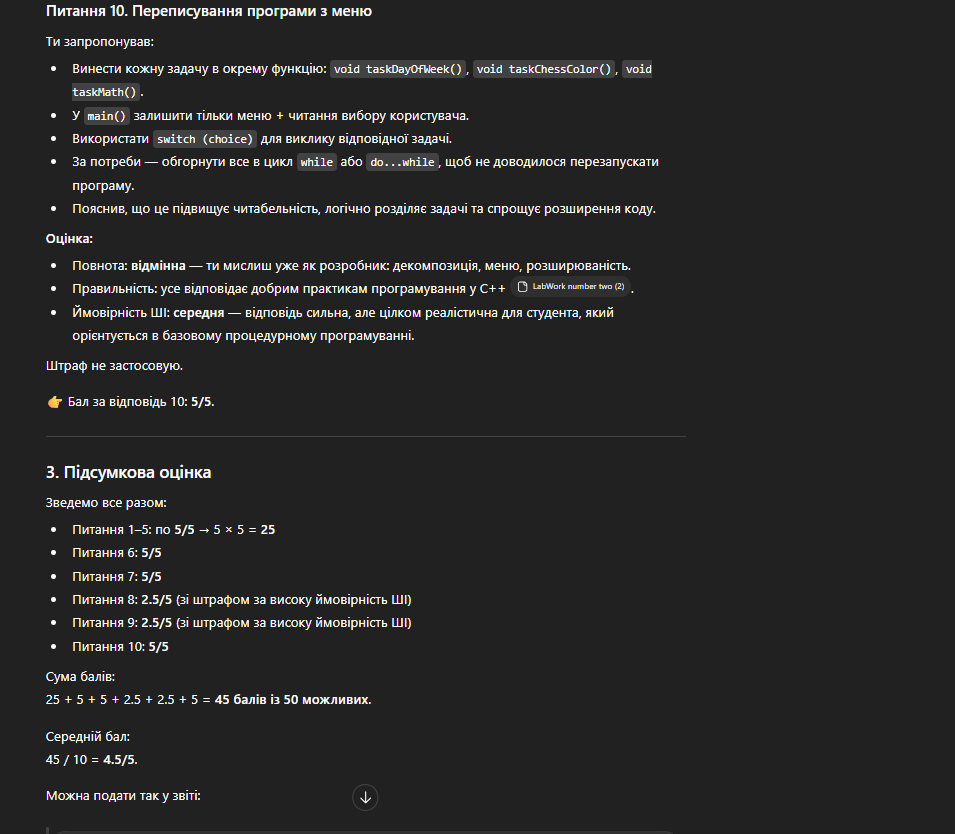 Питання 10. Переписування програми з меню
Ти запропонував:
Винести кожну задачу в окрему функцію: void taskDayOfWeek(), void taskChessColor(), void
taskMath().
У main() залишити тільки меню + читання вибору користувача.
Використати switch (choice) для виклику відповідної задачі.
За потреби — обгорнути все в цикл while або do...while, щоб не доводилося перезапускати
програму.
Пояснив, що це підвищує читабельність, логічно розділяє задачі та спрощує розширення коду.
Оцінка:
Повнота: відмінна — ти мислиш уже як розробник: декомпозиція, меню, розширюваність.
Правильність: усе відповідає добрим практикам програмування у C++ LabWork number two (2) .
Ймовірність ШІ: середня — відповідь сильна, але цілком реалістична для студента, який
орієнтується в базовому процедурному програмуванні.
Штраф не застосовую.
👉 Бал за відповідь 10: 5/5.
3. Підсумкова оцінка
Зведемо все разом:
Питання 1–5: по 5/5 → 5 × 5 = 25
Питання 6: 5/5
Питання 7: 5/5
Питання 8: 2.5/5 (зі штрафом за високу ймовірність ШІ)
Питання 9: 2.5/5 (зі штрафом за високу ймовірність ШІ)
Питання 10: 5/5
Сума балів:
25 + 5 + 5 + 2.5 + 2.5 + 5 = 45 балів із 50 можливих.
Середній бал:
45 / 10 = 4.5/5.
Можна подати так у звіті: